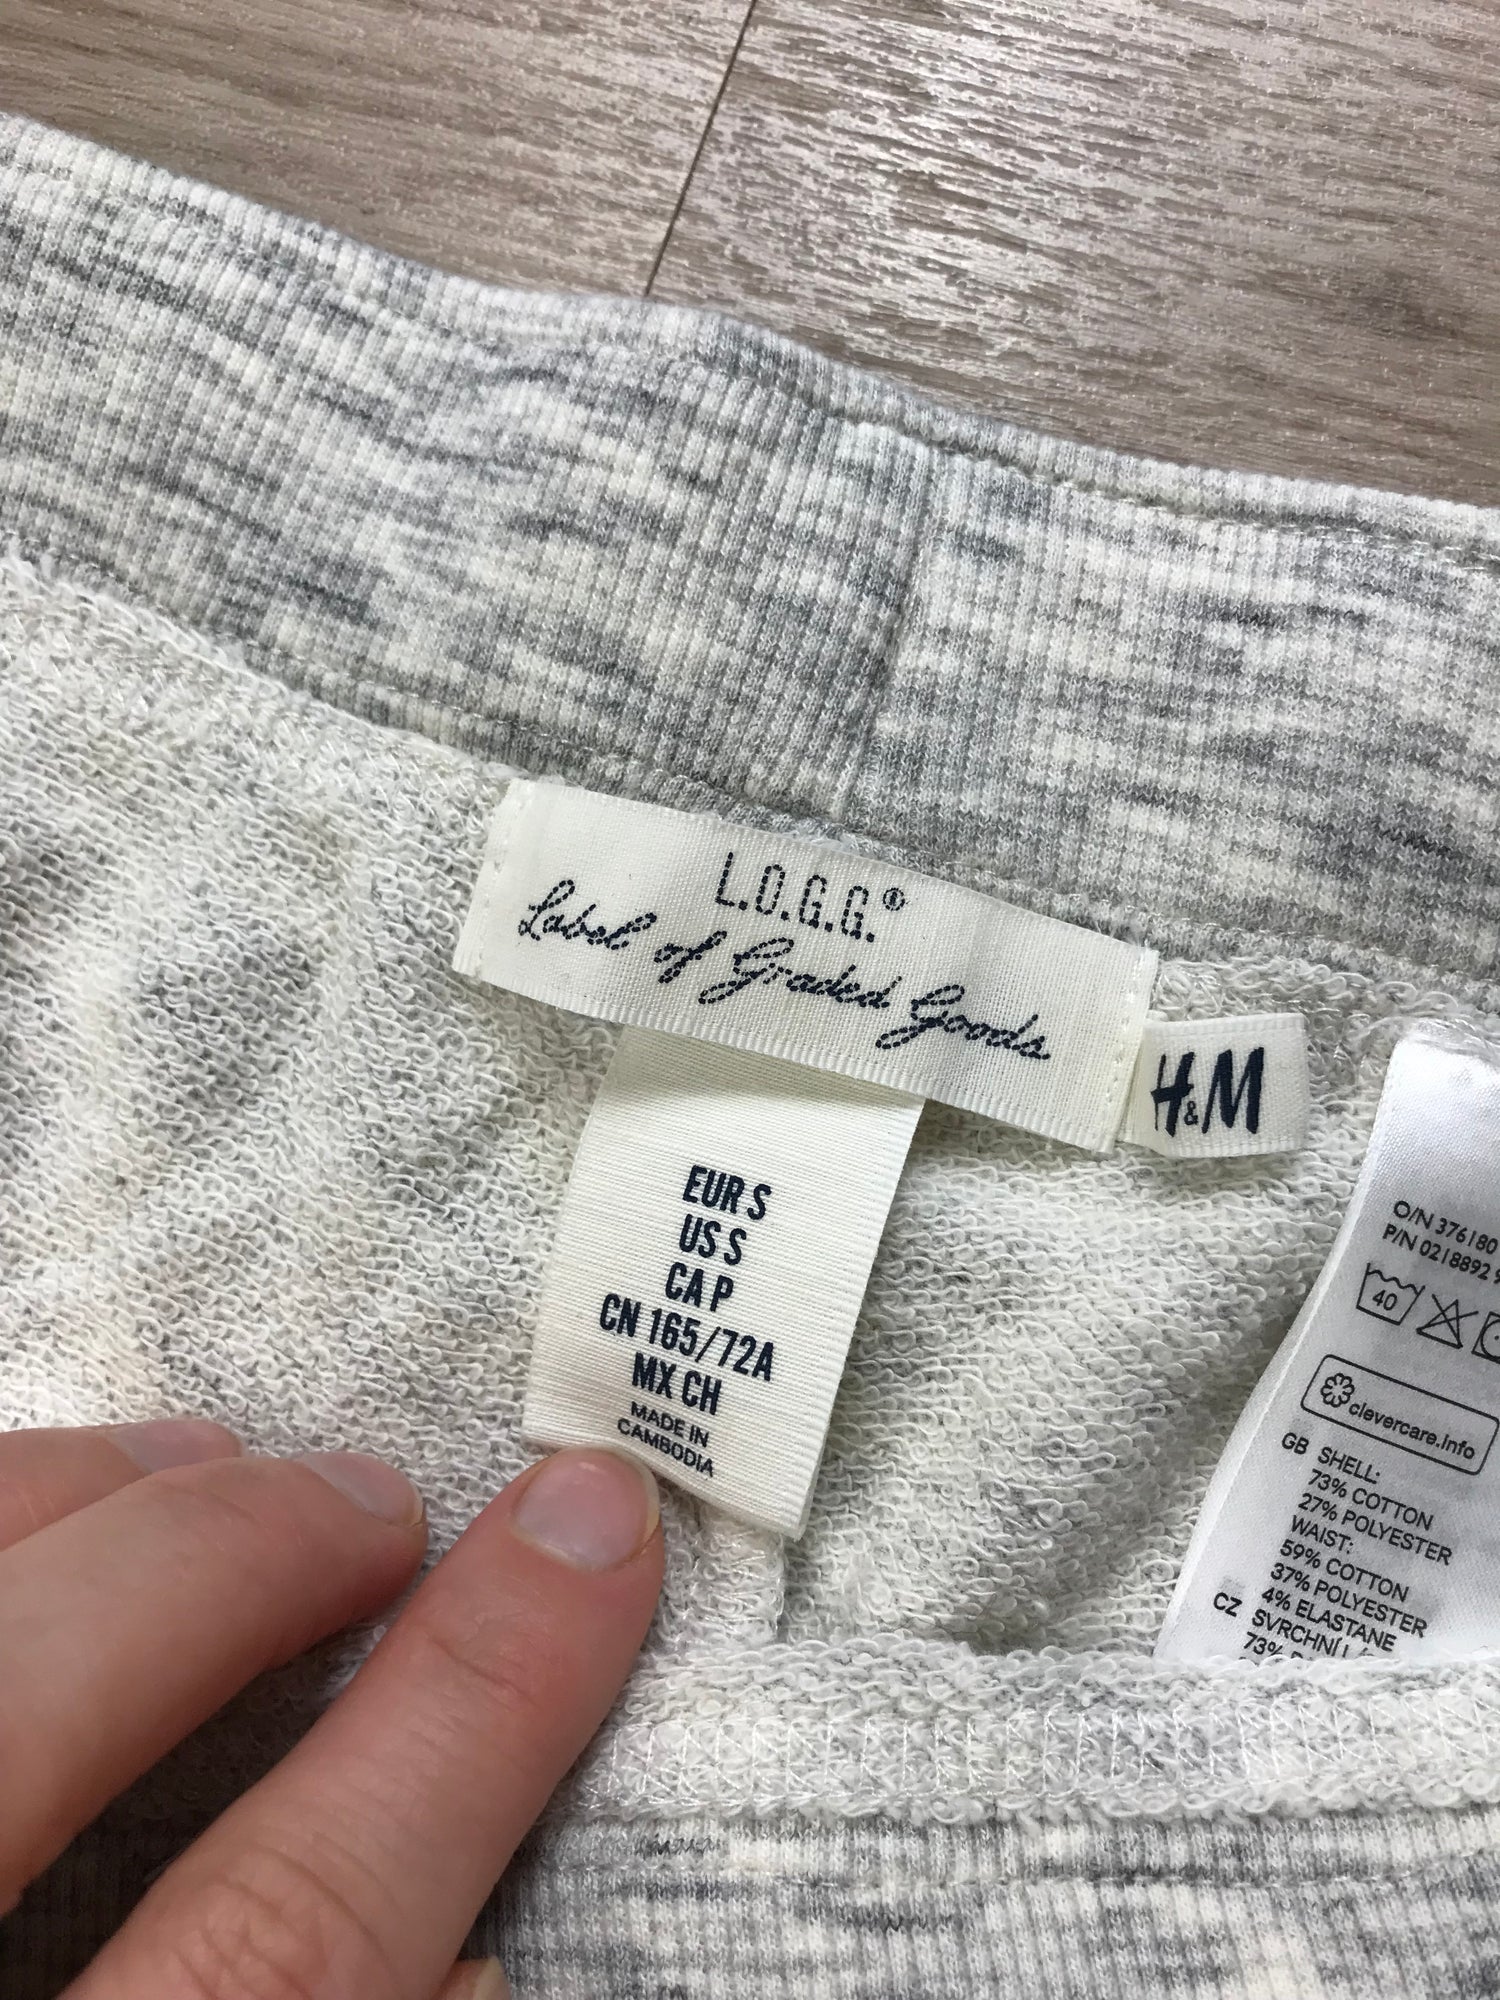 L.O.G.G.®
Label of Graded Goods
H&M
EUR S
US S
CA P
CN 165/72A
MX CH
MADE IN
CAMBODIA
O/N 376180
P/N 0218892
40
clevercare.info
GB SHELL:
73% COTTON
27% POLYESTER
WAIST:
59% COTTON
37% POLYESTER
4% ELASTANE
CZ SVRCHNÍ
73%